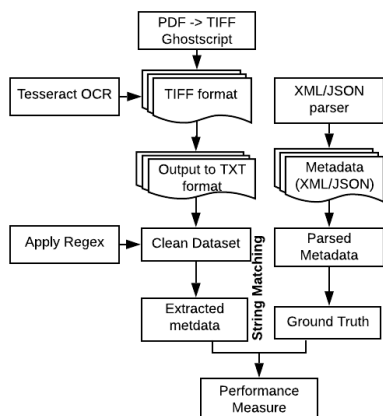 PDF -> TIFF
Ghostscript
Tesseract OCR
TIFF format
XML/JSON
parser
Output to TXT
format
Metadata
(XML/JSON)
Apply Regex
Clean Dataset
String Matching
Parsed
Metadata
Extracted
metdata
Ground Truth
Performance
Measure